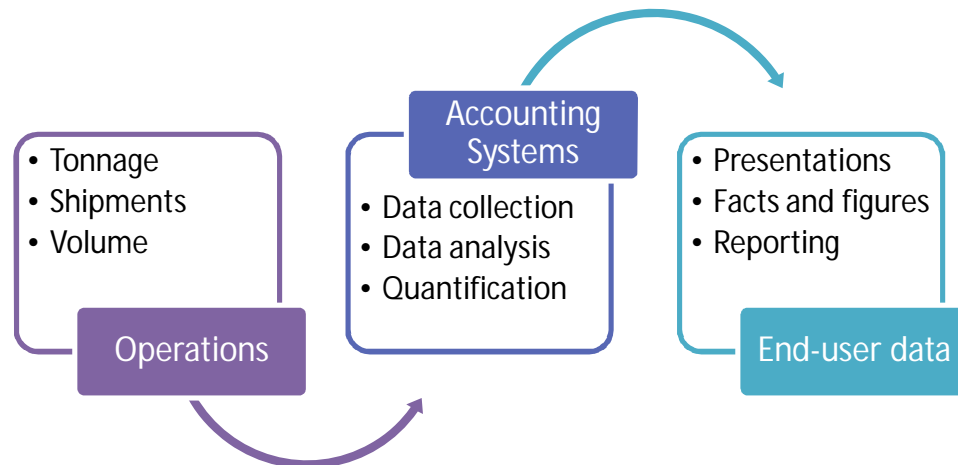 • Tonnage
• Shipments
• Volume
Operations
Accounting
Systems
• Data collection
• Data analysis
• Quantification
• Presentations
• Facts and figures
• Reporting
End-user data